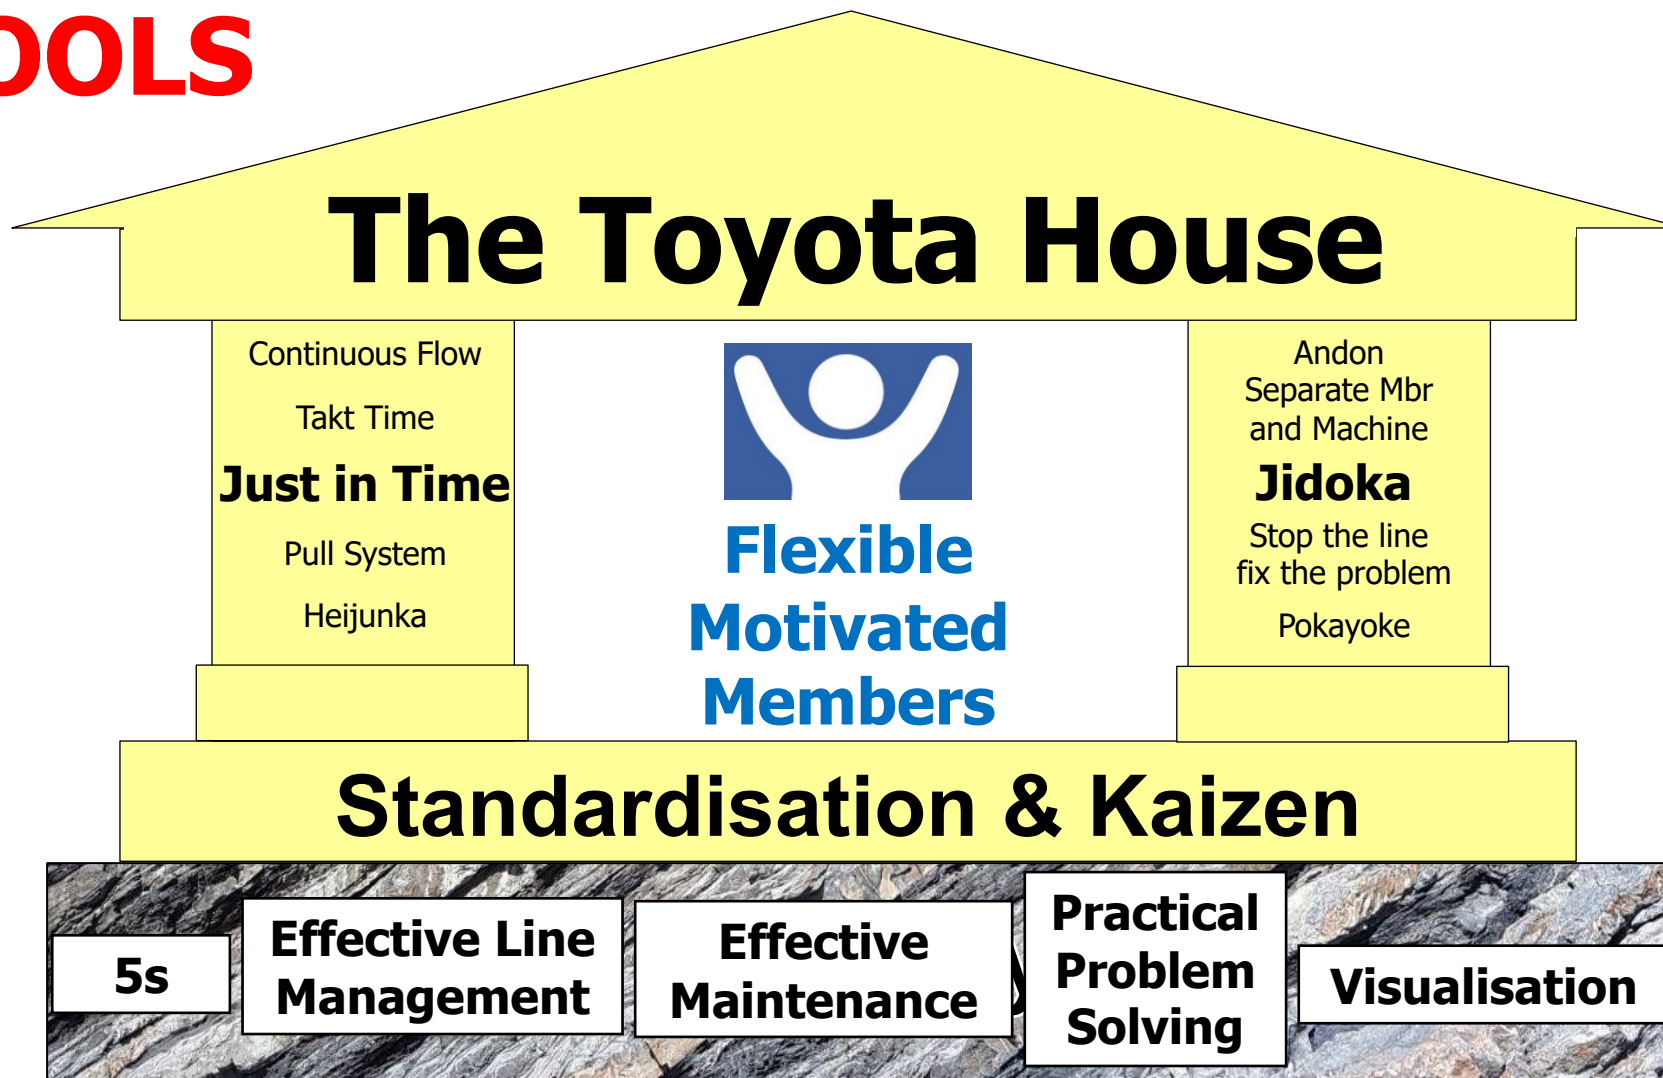 OOLS
The Toyota House
Continuous Flow
Takt Time
Just in Time
Pull System
Heijunka
Flexible
Motivated
Members
Andon
Separate Mbr
and Machine
Jidoka
Stop the line
fix the problem
Pokayoke
Standardisation & Kaizen
5s
Effective Line
Management
Effective
Maintenance
Practical
Problem
Solving
Visualisation